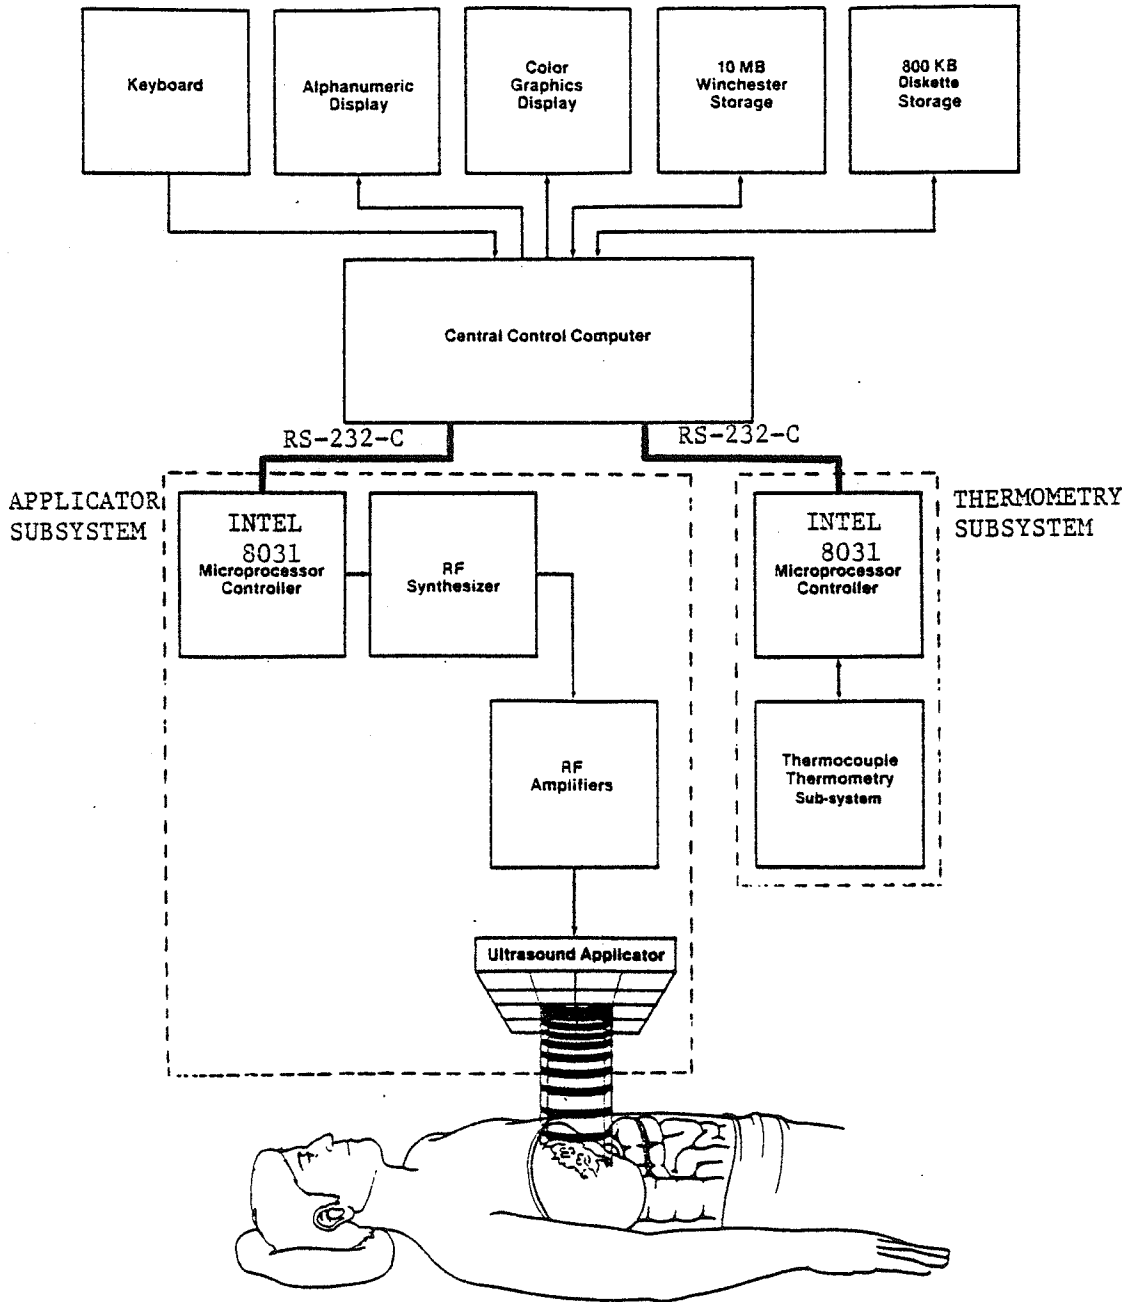 Keyboard
Alphanumeric
Display
Color
Graphics
Display
10 MB
Winchester
Storage
800 KB
Diskette
Storage
Central Control Computer
RS-232-C
RS-232-C
APPLICATOR
SUBSYSTEM
INTEL
8031
Microprocessor
Controller
RF
Synthesizer
INTEL
8031
Microprocessor
Controller
THERMOMETRY
SUBSYSTEM
RF
Amplifiers
Thermocouple
Thermometry
Sub-system
Ultrasound Applicator